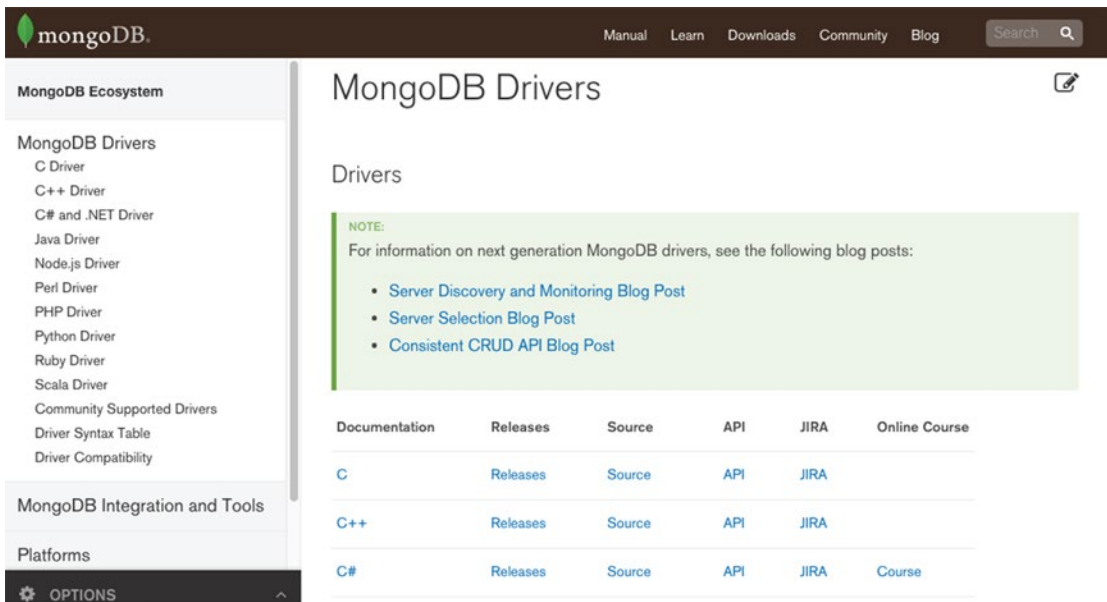 mongoDB.
Manual Learn Downloads Community Blog Search
MongoDB Ecosystem
MongoDB Drivers
C Driver
C++ Driver
C# and .NET Driver
Java Driver
Node.js Driver
Perl Driver
PHP Driver
Python Driver
Ruby Driver
Scala Driver
Community Supported Drivers
Driver Syntax Table
Driver Compatibility
MongoDB Integration and Tools
Platforms
OPTIONS
MongoDB Drivers
Drivers
NOTE:
For information on next generation MongoDB drivers, see the following blog posts:
• Server Discovery and Monitoring Blog Post
• Server Selection Blog Post
• Consistent CRUD API Blog Post
Documentation Releases Source API JIRA Online Course
C Releases Source API JIRA
C++ Releases Source API JIRA
C# Releases Source API JIRA Course